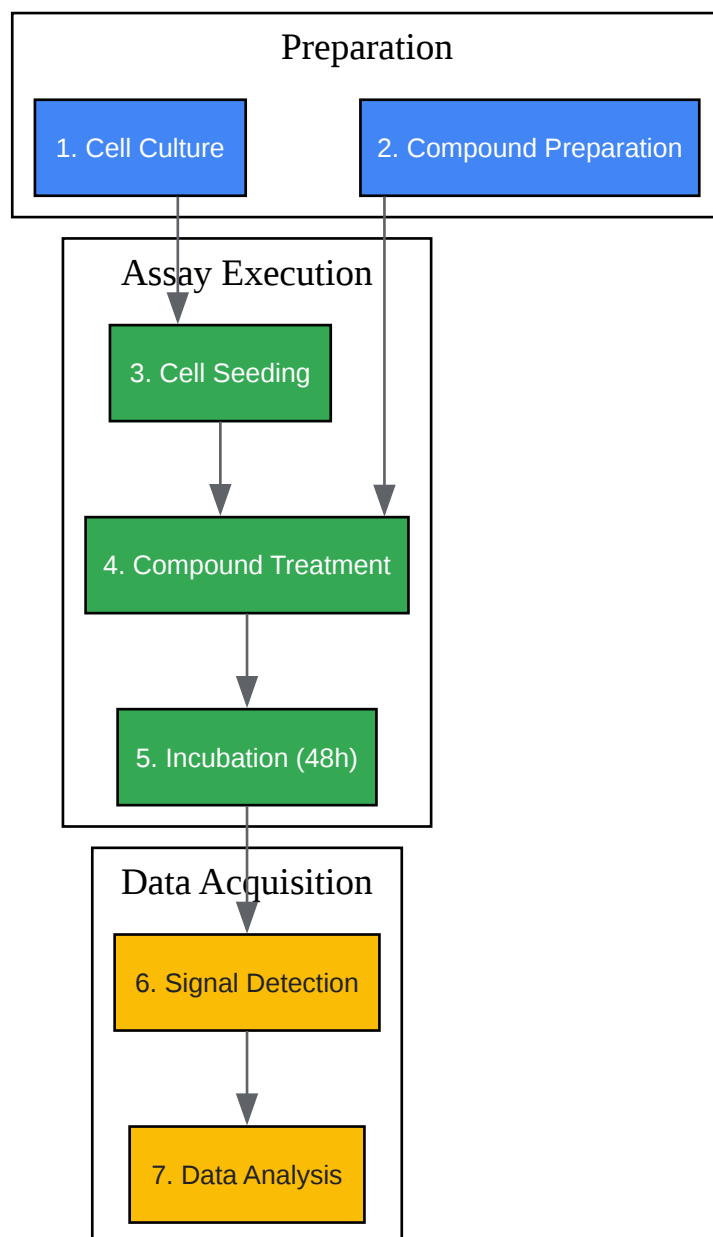 Preparation
1. Cell Culture
2. Compound Preparation
Assay Execution
3. Cell Seeding
4. Compound Treatment
5. Incubation (48h)
Data Acquisition
6. Signal Detection
7. Data Analysis